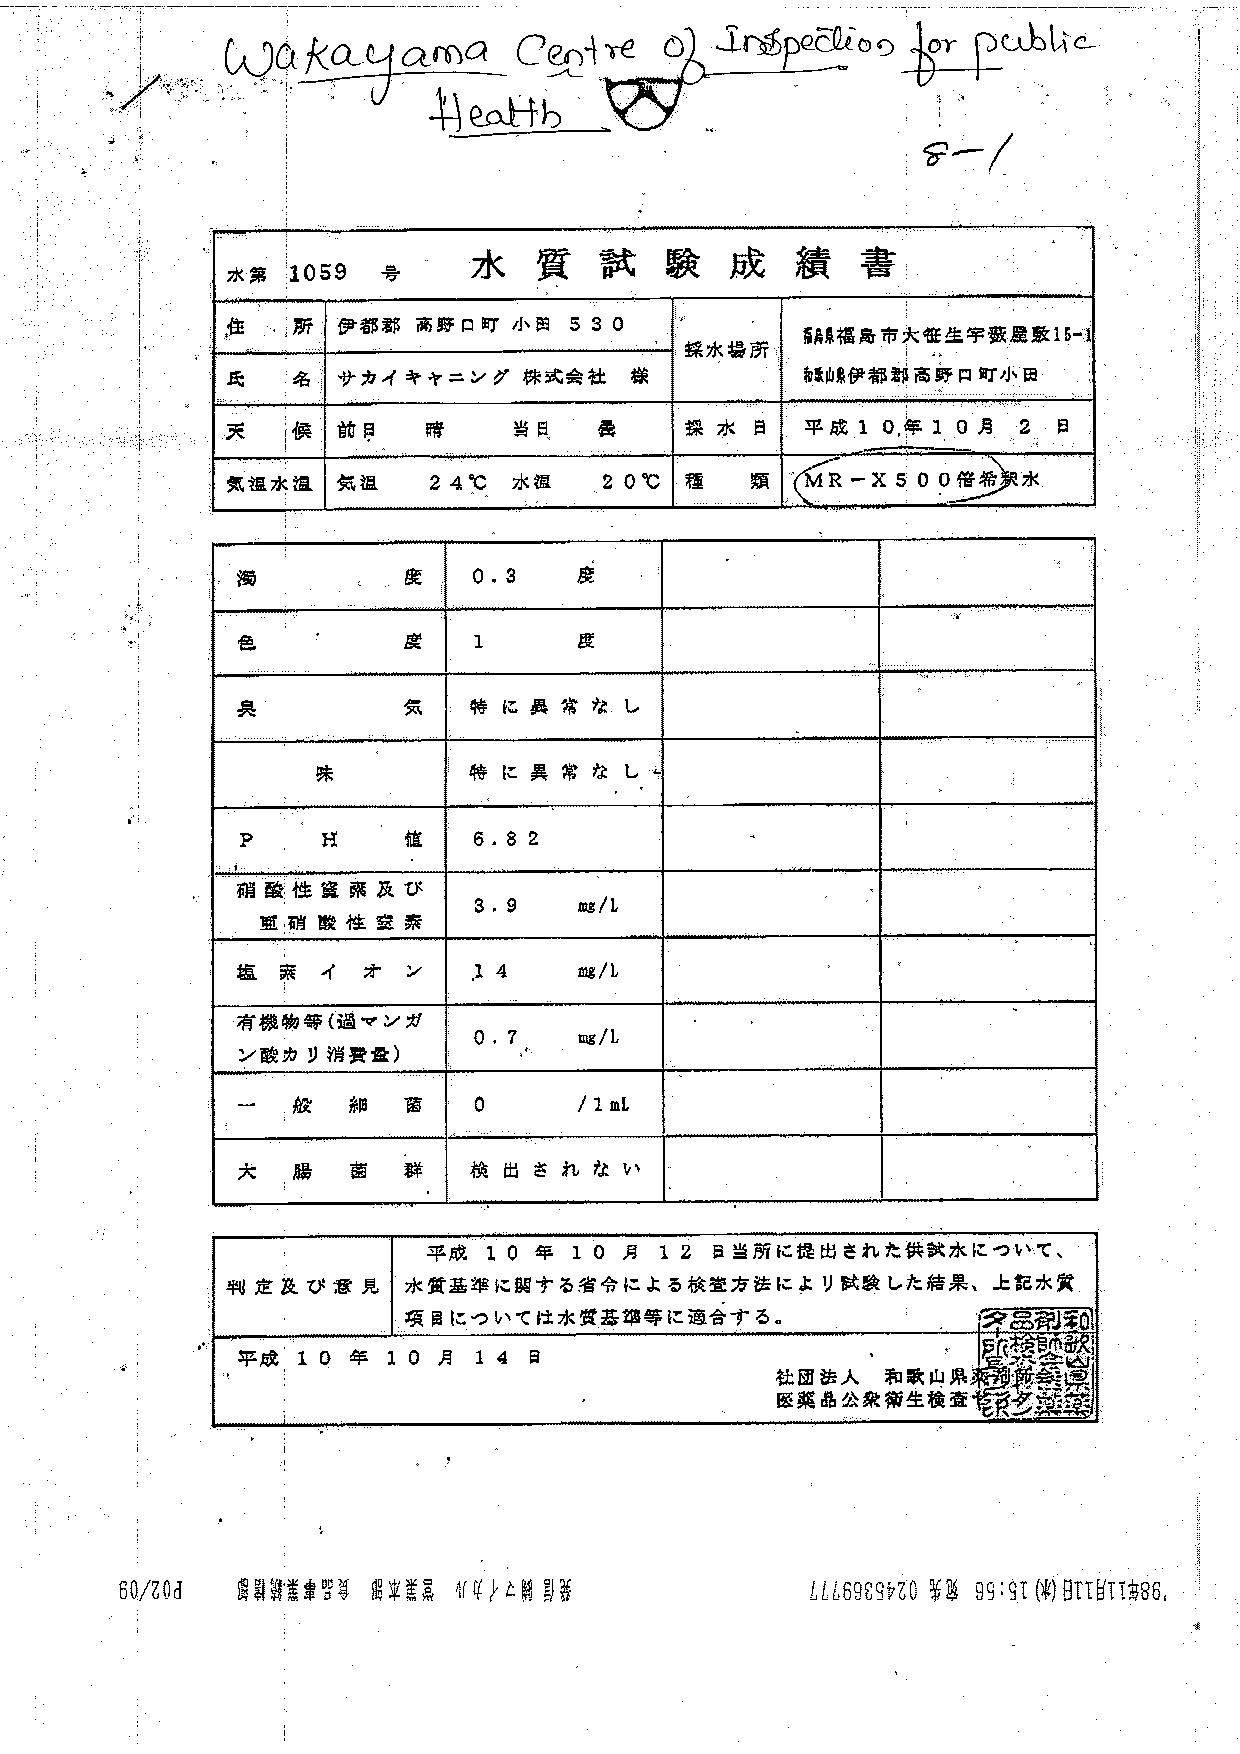 Wakayama Centre of Inspection for public
Health
8-1
水第 1059 号 水質試験成績書
住所 伊都郡 高野口町 小田 530
採水場所 福島県福島市大笹生字薮屋敷15-1
和歌山県伊都郡高野口町小田
氏名 サカイキャニング 株式会社 様
天候 前日 晴 当日 曇 採水日 平成10年10月2日
気温水温 気温 24℃ 水温 20℃ 種類 MR-X500倍希釈水
濁度 0.3 度
色度 1 度
臭気 特に異常なし
味 特に異常なし
PH値 6.82
硝酸性窒素及び
亜硝酸性窒素 3.9 mg/L
塩素イオン 14 mg/L
有機物等(過マンガ
ン酸カリ消費量) 0.7 mg/L
一般細菌 0 /1mL
大腸菌群 検出されない
判定及び意見
平成10年10月12日当所に提出された供試水について、
水質基準に関する省令による検査方法により試験した結果、上記水質
項目については水質基準等に適合する。
平成10年10月14日
社団法人 和歌山県薬剤師会
医薬品公衆衛生検査センター
'98年11月11日(水) 15:56 宛先 0245369777 発信 ㈱マイカル 営業本部 食品事業 P02/09